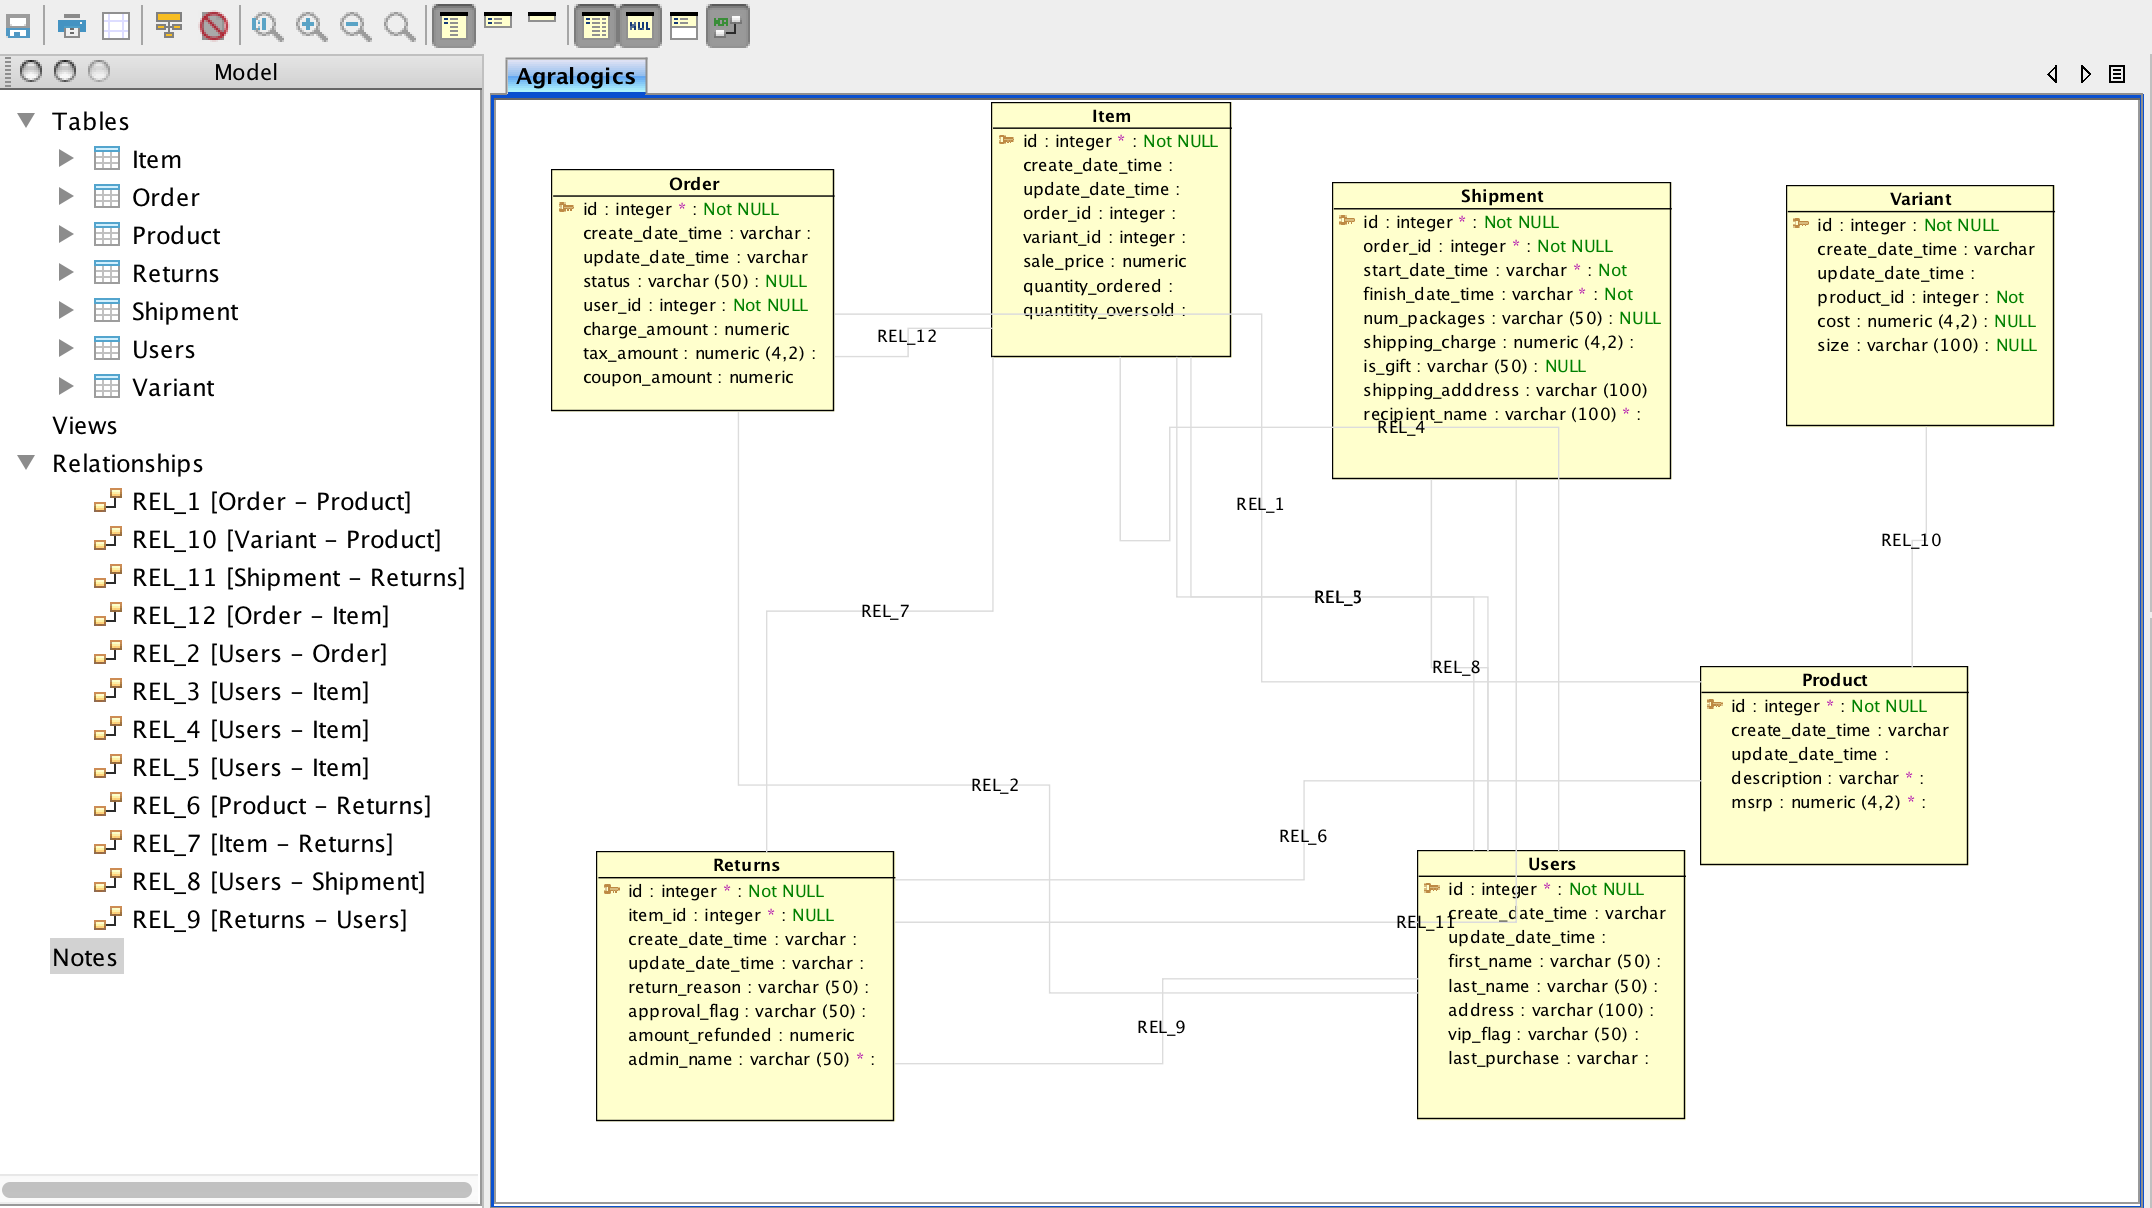 Model
Tables
Item
Order
Product
Returns
Shipment
Users
Variant
Views
Relationships
REL_1 [Order - Product]
REL_10 [Variant - Product]
REL_11 [Shipment - Returns]
REL_12 [Order - Item]
REL_2 [Users - Order]
REL_3 [Users - Item]
REL_4 [Users - Item]
REL_5 [Users - Item]
REL_6 [Product - Returns]
REL_7 [Item - Returns]
REL_8 [Users - Shipment]
REL_9 [Returns - Users]
Notes
NUL
Agralogics
Order
id : integer * : Not NULL
create_date_time : varchar :
update_date_time : varchar
status : varchar (50) : NULL
user_id : integer : Not NULL
charge_amount : numeric
tax_amount : numeric (4,2) :
coupon_amount : numeric
Item
id : integer * : Not NULL
create_date_time :
update_date_time :
order_id : integer :
variant_id : integer :
sale_price : numeric
quantity_ordered :
quantitity_oversold :
Shipment
id : integer * : Not NULL
order_id : integer * : Not NULL
start_date_time : varchar * : Not
finish_date_time : varchar * : Not
num_packages : varchar (50) : NULL
shipping_charge : numeric (4,2) :
is_gift : varchar (50) : NULL
shipping_adddress : varchar (100)
recipient_name : varchar (100) * :
Variant
id : integer : Not NULL
create_date_time : varchar
update_date_time :
product_id : integer : Not
cost : numeric (4,2) : NULL
size : varchar (100) : NULL
REL_12
REL_4
REL_1
REL_10
REL_7
REL_8
REL_2
REL_6
REL_11
REL_9
Product
id : integer * : Not NULL
create_date_time : varchar
update_date_time :
description : varchar * :
msrp : numeric (4,2) * :
Returns
id : integer * : Not NULL
item_id : integer * : NULL
create_date_time : varchar :
update_date_time : varchar :
return_reason : varchar (50) :
approval_flag : varchar (50) :
amount_refunded : numeric
admin_name : varchar (50) * :
Users
id : integer * : Not NULL
create_date_time : varchar
update_date_time :
first_name : varchar (50) :
last_name : varchar (50) :
address : varchar (100) :
vip_flag : varchar (50) :
last_purchase : varchar :